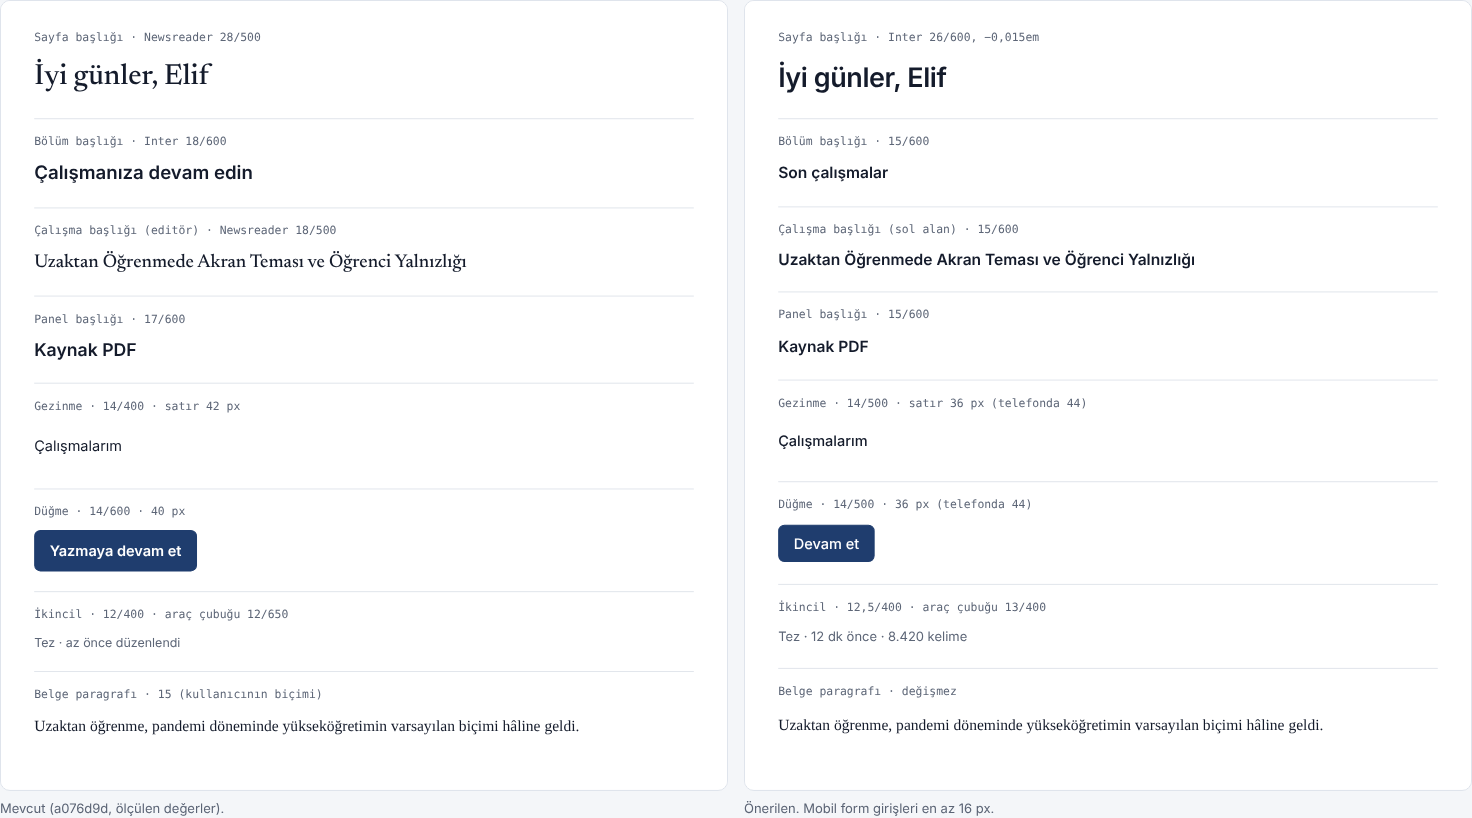 Sayfa başlığı · Newsreader 28/500
İyi günler, Elif
Bölüm başlığı · Inter 18/600
Çalışmanıza devam edin
Çalışma başlığı (editör) · Newsreader 18/500
Uzaktan Öğrenmede Akran Teması ve Öğrenci Yalnızlığı
Panel başlığı · 17/600
Kaynak PDF
Gezinme · 14/400 · satır 42 px
Çalışmalarım
Düğme · 14/600 · 40 px
Yazmaya devam et
İkincil · 12/400 · araç çubuğu 12/650
Tez · az önce düzenlendi
Belge paragrafı · 15 (kullanıcının biçimi)
Uzaktan öğrenme, pandemi döneminde yükseköğretimin varsayılan biçimi hâline geldi.
Mevcut (a076d9d, ölçülen değerler).
Sayfa başlığı · Inter 26/600, −0,015em
İyi günler, Elif
Bölüm başlığı · 15/600
Son çalışmalar
Çalışma başlığı (sol alan) · 15/600
Uzaktan Öğrenmede Akran Teması ve Öğrenci Yalnızlığı
Panel başlığı · 15/600
Kaynak PDF
Gezinme · 14/500 · satır 36 px (telefonda 44)
Çalışmalarım
Düğme · 14/500 · 36 px (telefonda 44)
Devam et
İkincil · 12,5/400 · araç çubuğu 13/400
Tez · 12 dk önce · 8.420 kelime
Belge paragrafı · değişmez
Uzaktan öğrenme, pandemi döneminde yükseköğretimin varsayılan biçimi hâline geldi.
Önerilen. Mobil form girişleri en az 16 px.